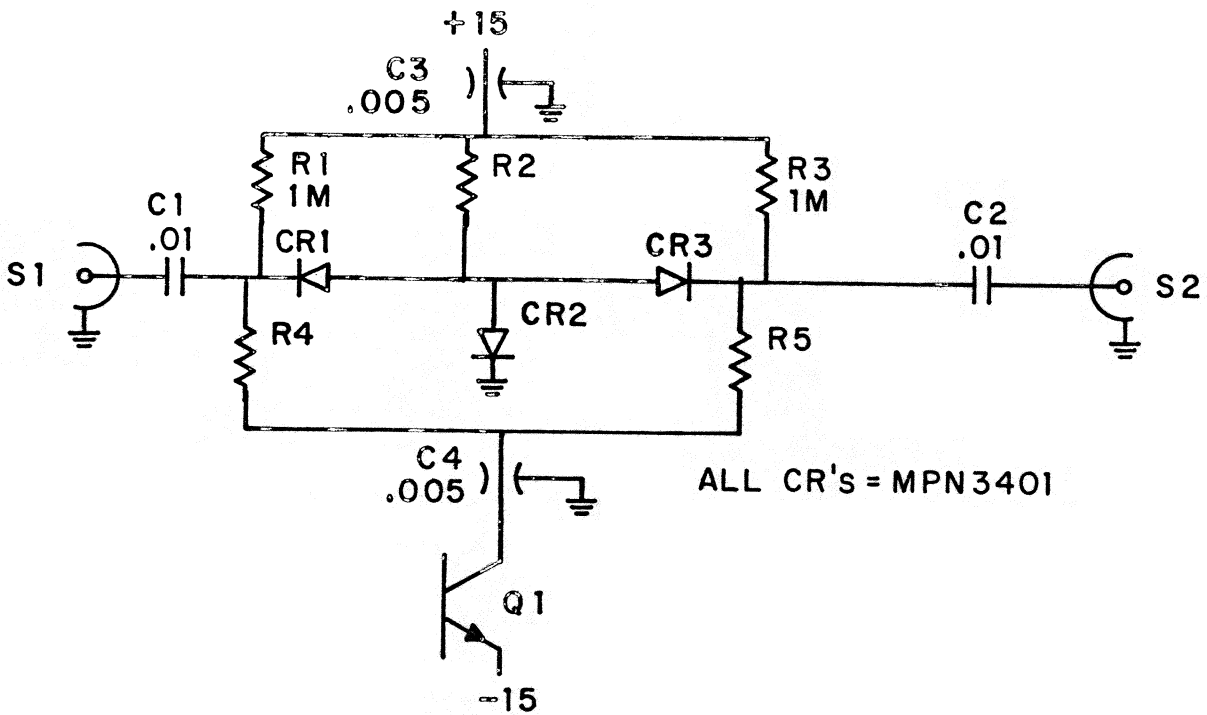 +15
C3
.005
R1
1M
R2
R3
1M
C1
.01
CR1
CR3
C2
.01
S1
S2
CR2
R4
R5
C4
.005
ALL CR's = MPN3401
Q1
-15